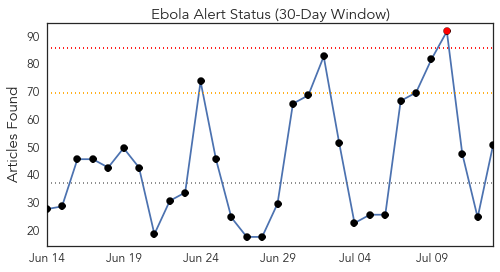 Ebola Alert Status (30-Day Window)
Articles Found
90
80
70
60
50
40
30
20
Jun 14 Jun 19 Jun 24 Jun 29 Jul 04 Jul 09